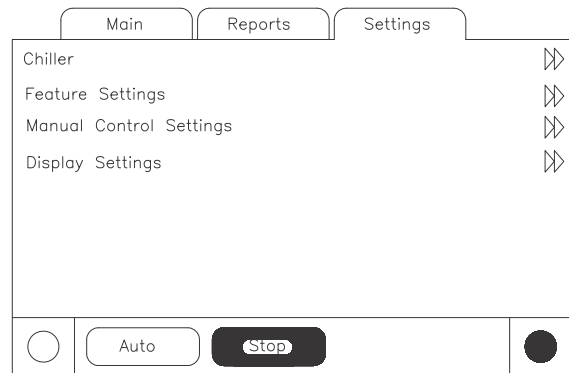 Main Reports Settings
Chiller
Feature Settings
Manual Control Settings
Display Settings
Auto Stop